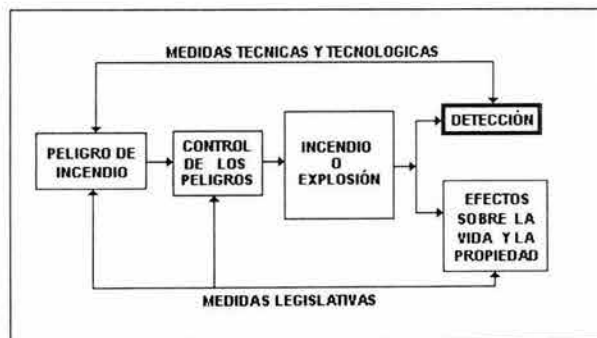 MEDIDAS TECNICAS Y TECNOLOGICAS
PELIGRO DE
INCENDIO
CONTROL
DE LOS
PELIGROS
INCENDIO
O
EXPLOSIÓN
DETECCIÓN
EFECTOS
SOBRE LA
VIDA Y LA
PROPIEDAD
MEDIDAS LEGISLATIVAS